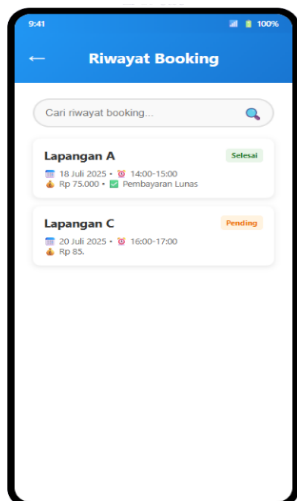 9:41 100%
← Riwayat Booking
Cari riwayat booking...
Lapangan A Selesai
18 Juli 2025 • 14:00-15:00
Rp 75.000 • Pembayaran Lunas
Lapangan C Pending
20 Juli 2025 • 16:00-17:00
Rp 85.